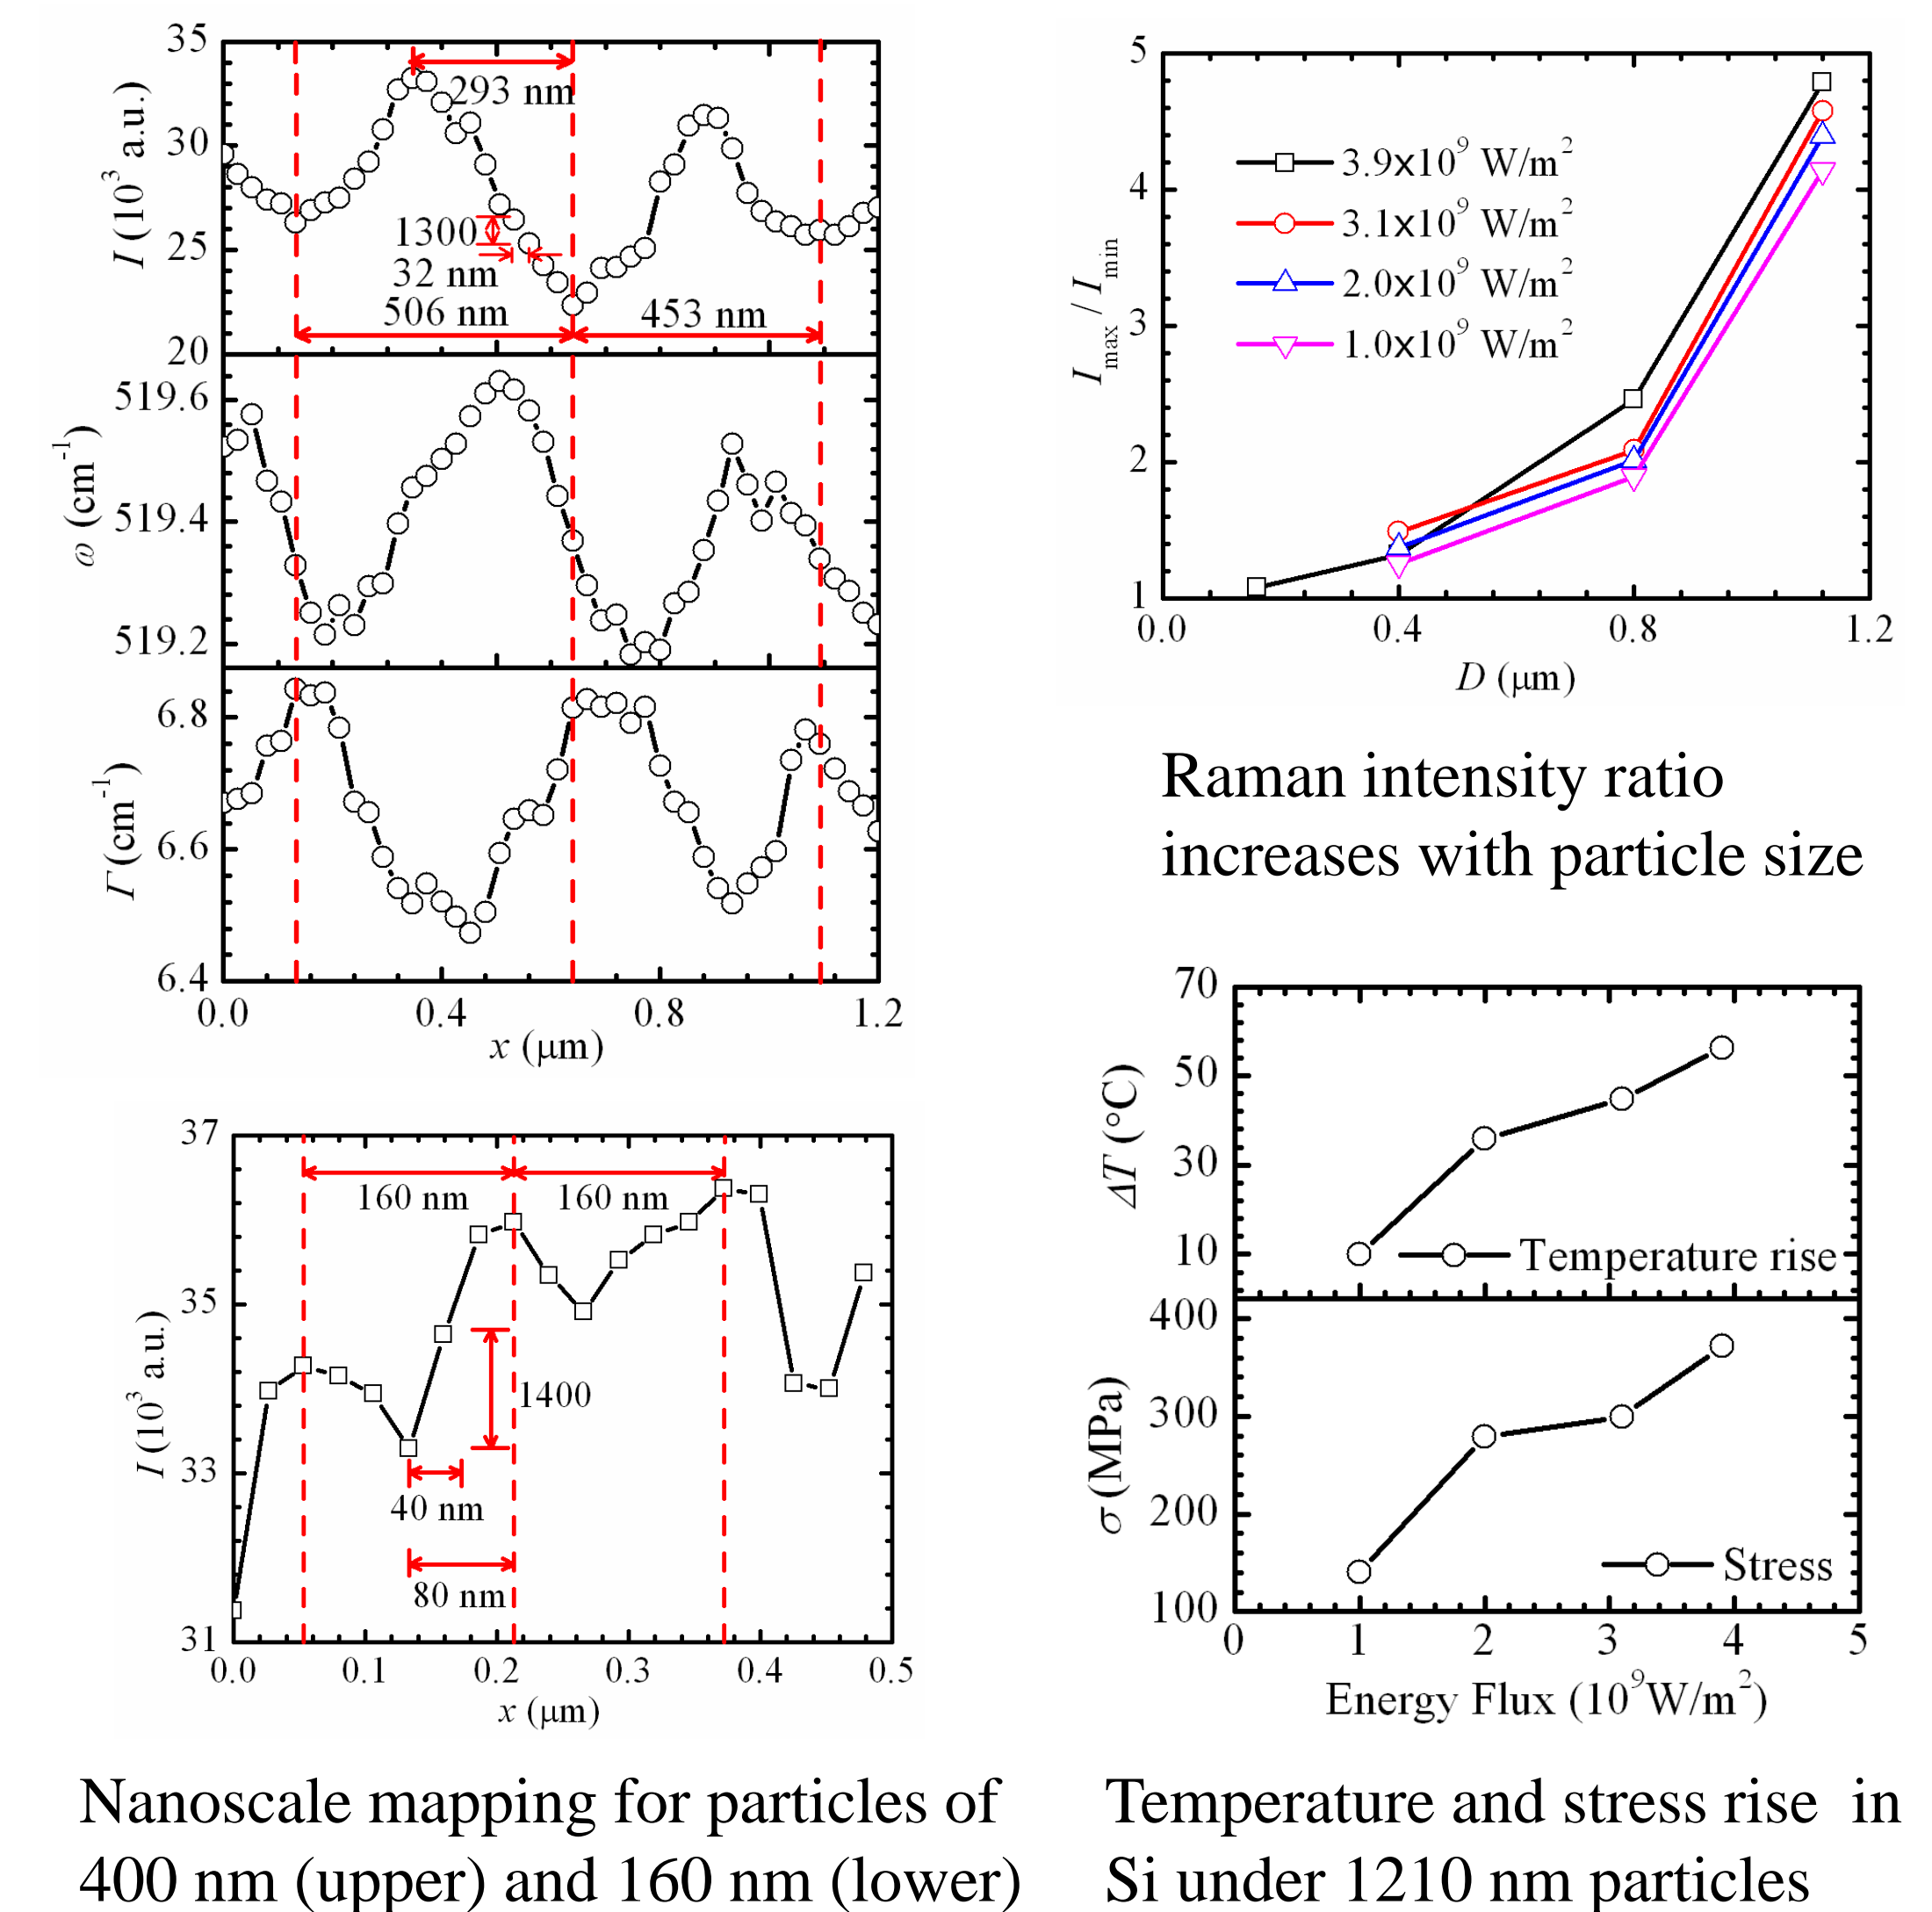 35
30
25
20
I (10³ a.u.)
293 nm
1300
32 nm
506 nm
453 nm
519.6
519.4
519.2
ω (cm⁻¹)
6.8
6.6
6.4
Γ (cm⁻¹)
0.0 0.4 0.8 1.2
x (μm)
37
35
33
31
I (10³ a.u.)
160 nm
160 nm
1400
40 nm
80 nm
0.0 0.1 0.2 0.3 0.4 0.5
x (μm)
Nanoscale mapping for particles of
400 nm (upper) and 160 nm (lower)
5
4
3
2
1
I max / I min
3.9x10⁹ W/m²
3.1x10⁹ W/m²
2.0x10⁹ W/m²
1.0x10⁹ W/m²
0.0 0.4 0.8 1.2
D (μm)
Raman intensity ratio
increases with particle size
70
50
30
10
ΔT (°C)
Temperature rise
400
300
200
100
σ (MPa)
Stress
0 1 2 3 4 5
Energy Flux (10⁹W/m²)
Temperature and stress rise in
Si under 1210 nm particles